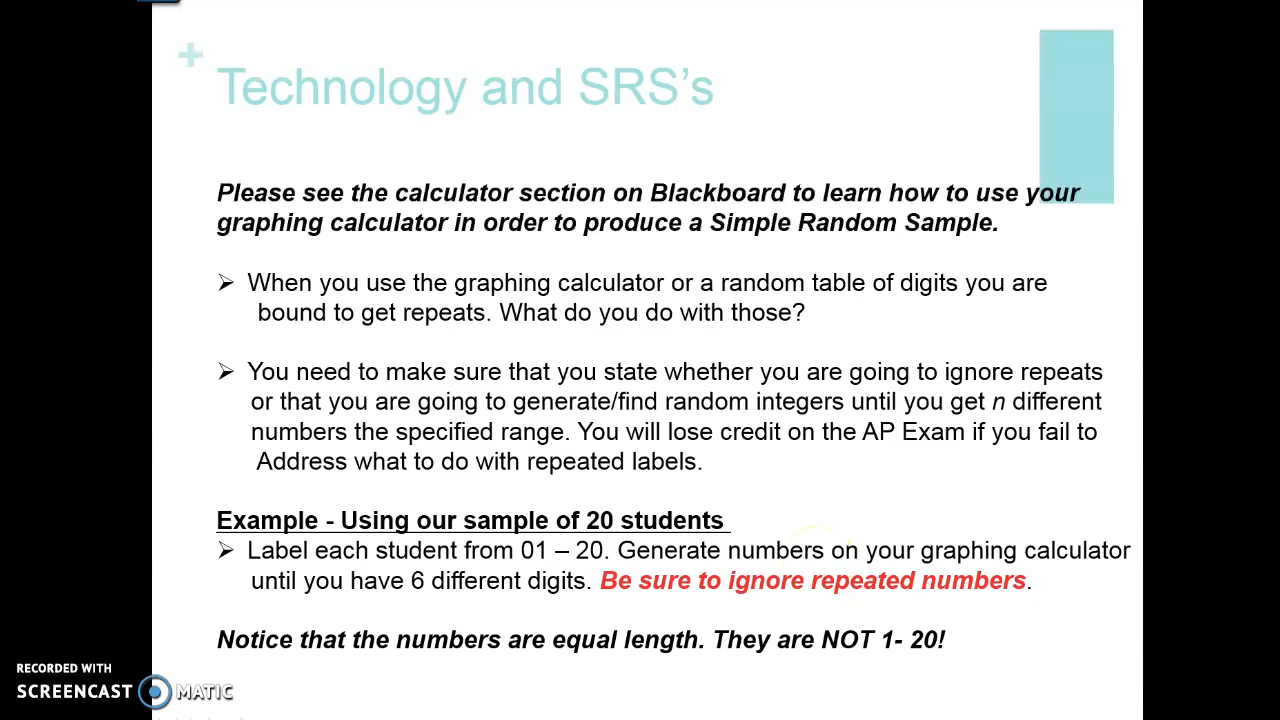 +
Technology and SRS’s
Please see the calculator section on Blackboard to learn how to use your
graphing calculator in order to produce a Simple Random Sample.
➢ When you use the graphing calculator or a random table of digits you are
bound to get repeats. What do you do with those?
➢ You need to make sure that you state whether you are going to ignore repeats
or that you are going to generate/find random integers until you get n different
numbers the specified range. You will lose credit on the AP Exam if you fail to
Address what to do with repeated labels.
Example - Using our sample of 20 students
➢ Label each student from 01 – 20. Generate numbers on your graphing calculator
until you have 6 different digits. Be sure to ignore repeated numbers.
Notice that the numbers are equal length. They are NOT 1- 20!
RECORDED WITH
SCREENCAST MATIC